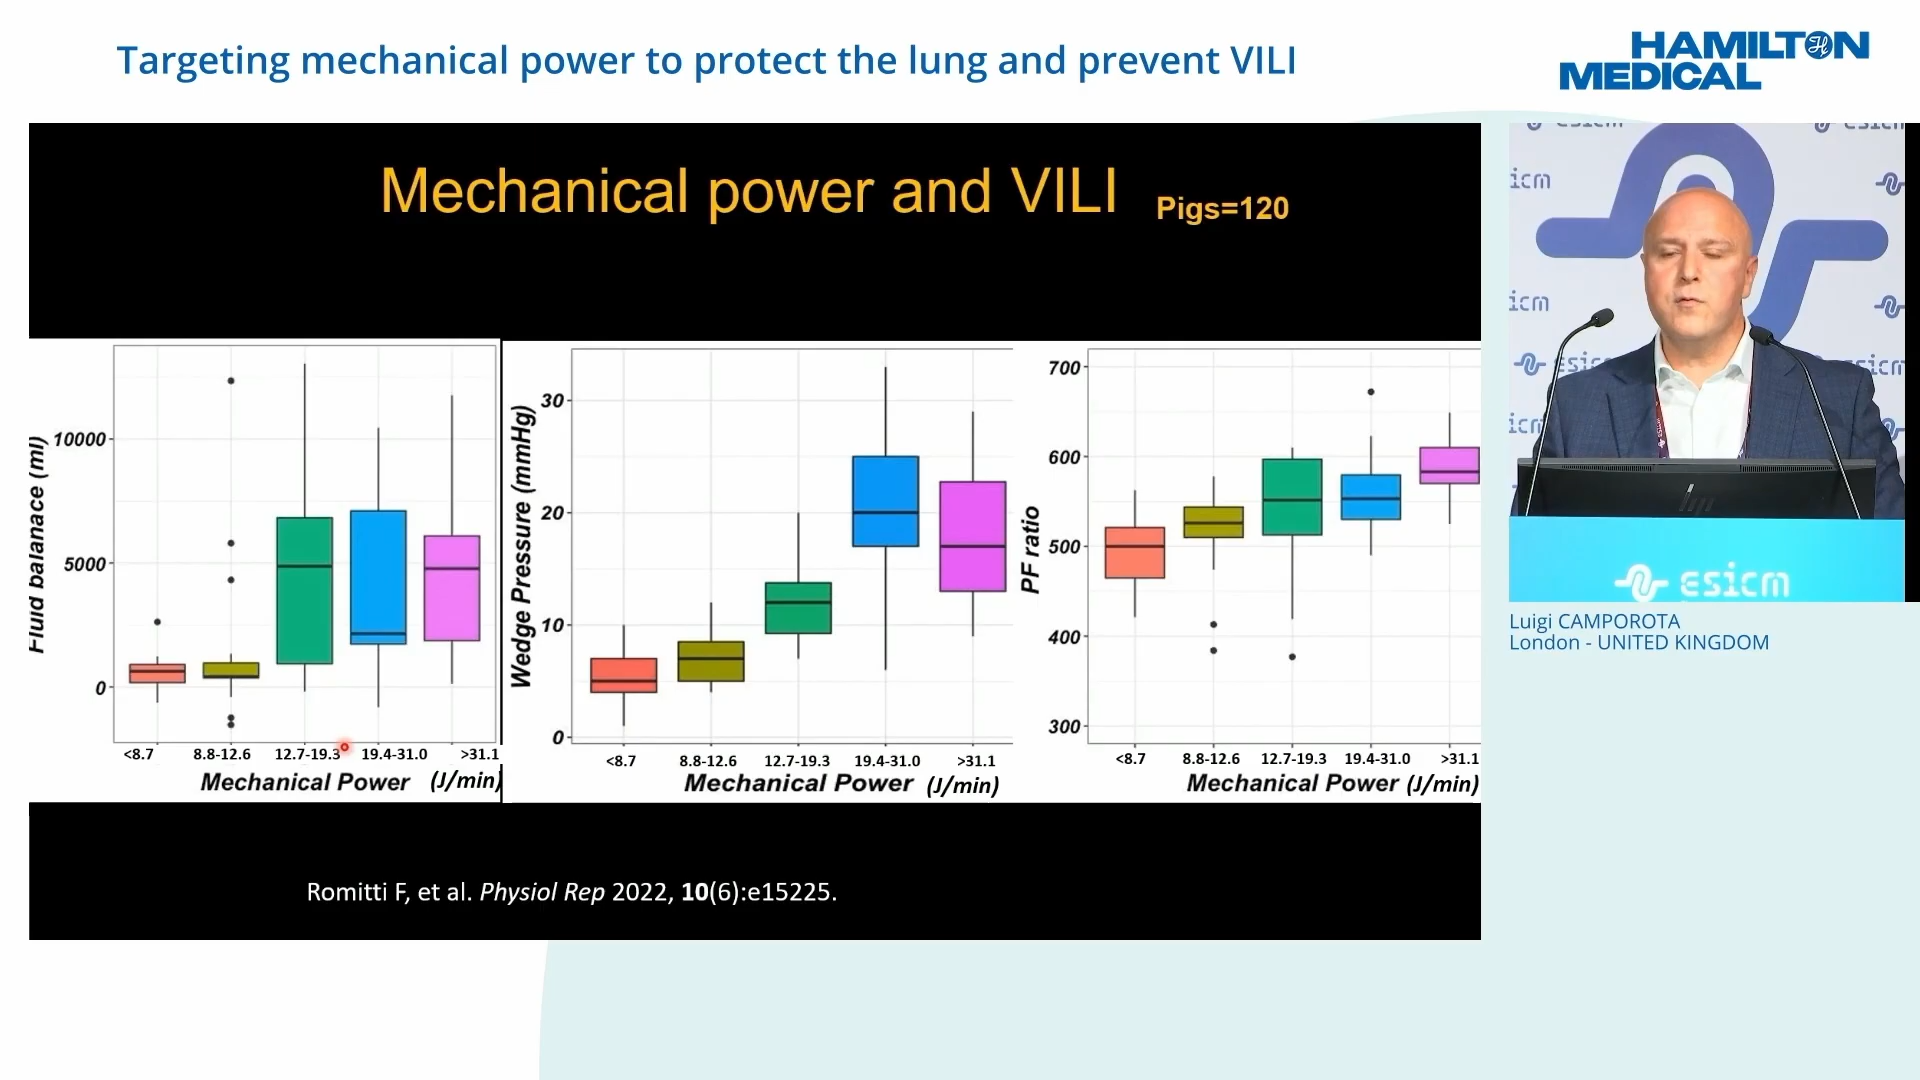 Targeting mechanical power to protect the lung and prevent VILI
HAMILTON
MEDICAL
Mechanical power and VILI Pigs=120
Fluid balanace (ml)
10000
5000
0
<8.7 8.8-12.6 12.7-19.3 19.4-31.0 >31.1
Mechanical Power (J/min)
Wedge Pressure (mmHg)
30
20
10
0
<8.7 8.8-12.6 12.7-19.3 19.4-31.0 >31.1
Mechanical Power (J/min)
PF ratio
700
600
500
400
300
<8.7 8.8-12.6 12.7-19.3 19.4-31.0 >31.1
Mechanical Power (J/min)
Romitti F, et al. Physiol Rep 2022, 10(6):e15225.
esicm
icm
icm
icm
esicm
Luigi CAMPOROTA
London - UNITED KINGDOM